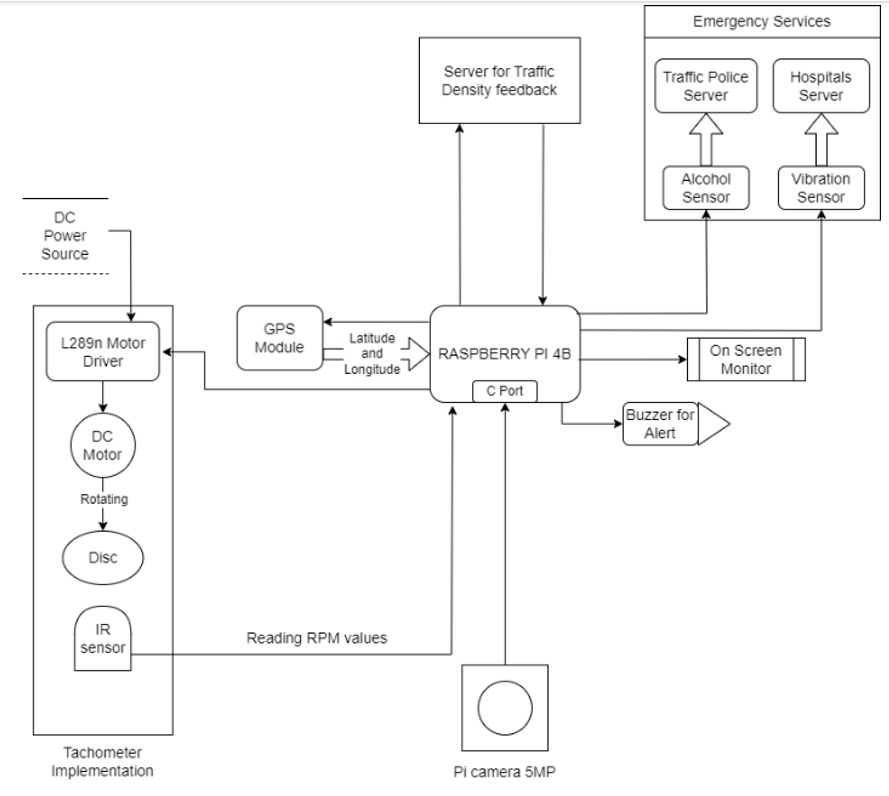 Emergency Services
Traffic Police
Server
Hospitals
Server
Alcohol
Sensor
Vibration
Sensor
Server for Traffic
Density feedback
DC
Power
Source
L289n Motor
Driver
DC
Motor
Rotating
Disc
IR
sensor
Tachometer
Implementation
GPS
Module
Latitude
and
Longitude
RASPBERRY PI 4B
C Port
On Screen
Monitor
Buzzer for
Alert
Reading RPM values
Pi camera 5MP